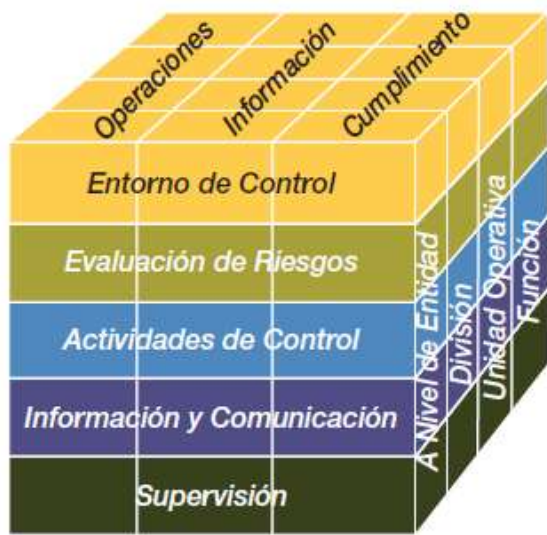 Operaciones
Información
Cumplimiento
Entorno de Control
Evaluación de Riesgos
Actividades de Control
Información y Comunicación
Supervisión
A Nivel de Entidad
División
Unidad Operativa
Función